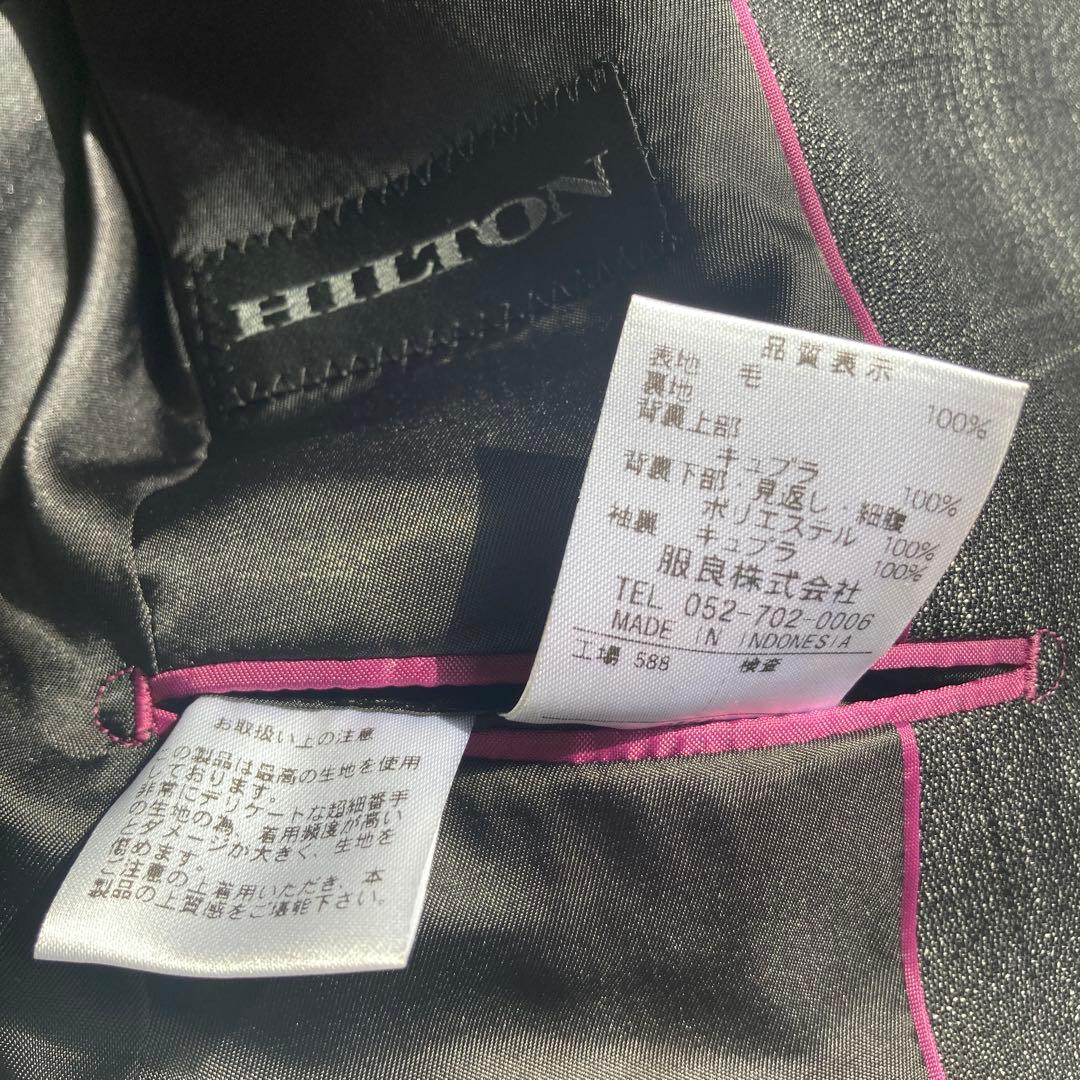 HILTON
品質表示
表地 毛 100%
裏地
背裏上部
キュプラ 100%
背裏下部・見返し・細腹
ポリエステル 100%
袖裏 キュプラ 100%
服良株式会社
TEL 052-702-0006
MADE IN INDONESIA
工場 588 検査
お取扱い上の注意
この製品は最高の生地を使用
しております。
非常にデリケートな超細番手
の生地の為、着用頻度が高い
とダメージが大きく、生地を
傷めます。
ご注意の上着用いただき、本
製品の上質感をご堪能下さい。